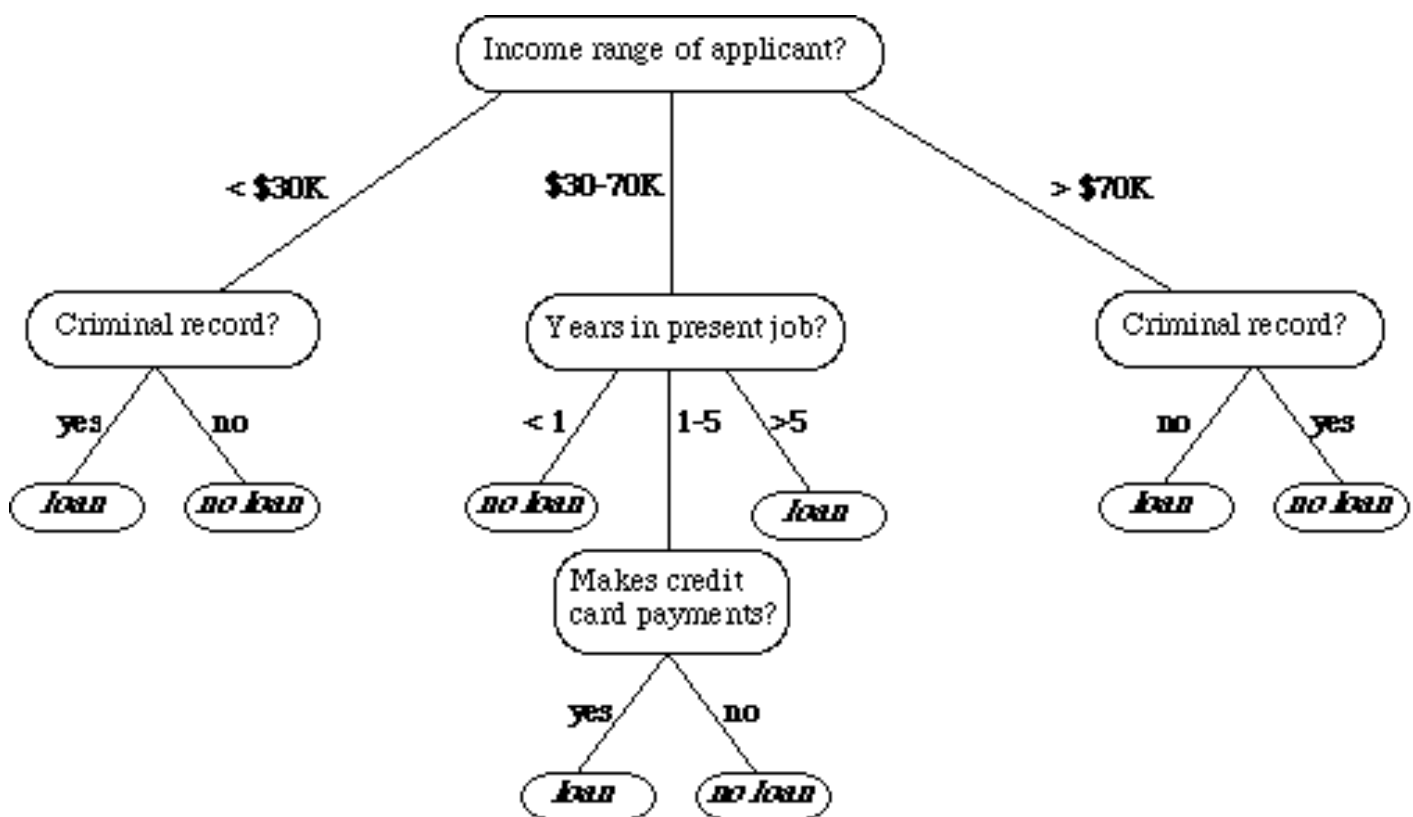 Income range of applicant?
< $30K
$30-70K
> $70K
Criminal record?
Years in present job?
Criminal record?
yes
no
< 1
1-5
>5
no
yes
loan
no loan
no loan
loan
loan
no loan
Makes credit
card payments?
yes
no
loan
no loan